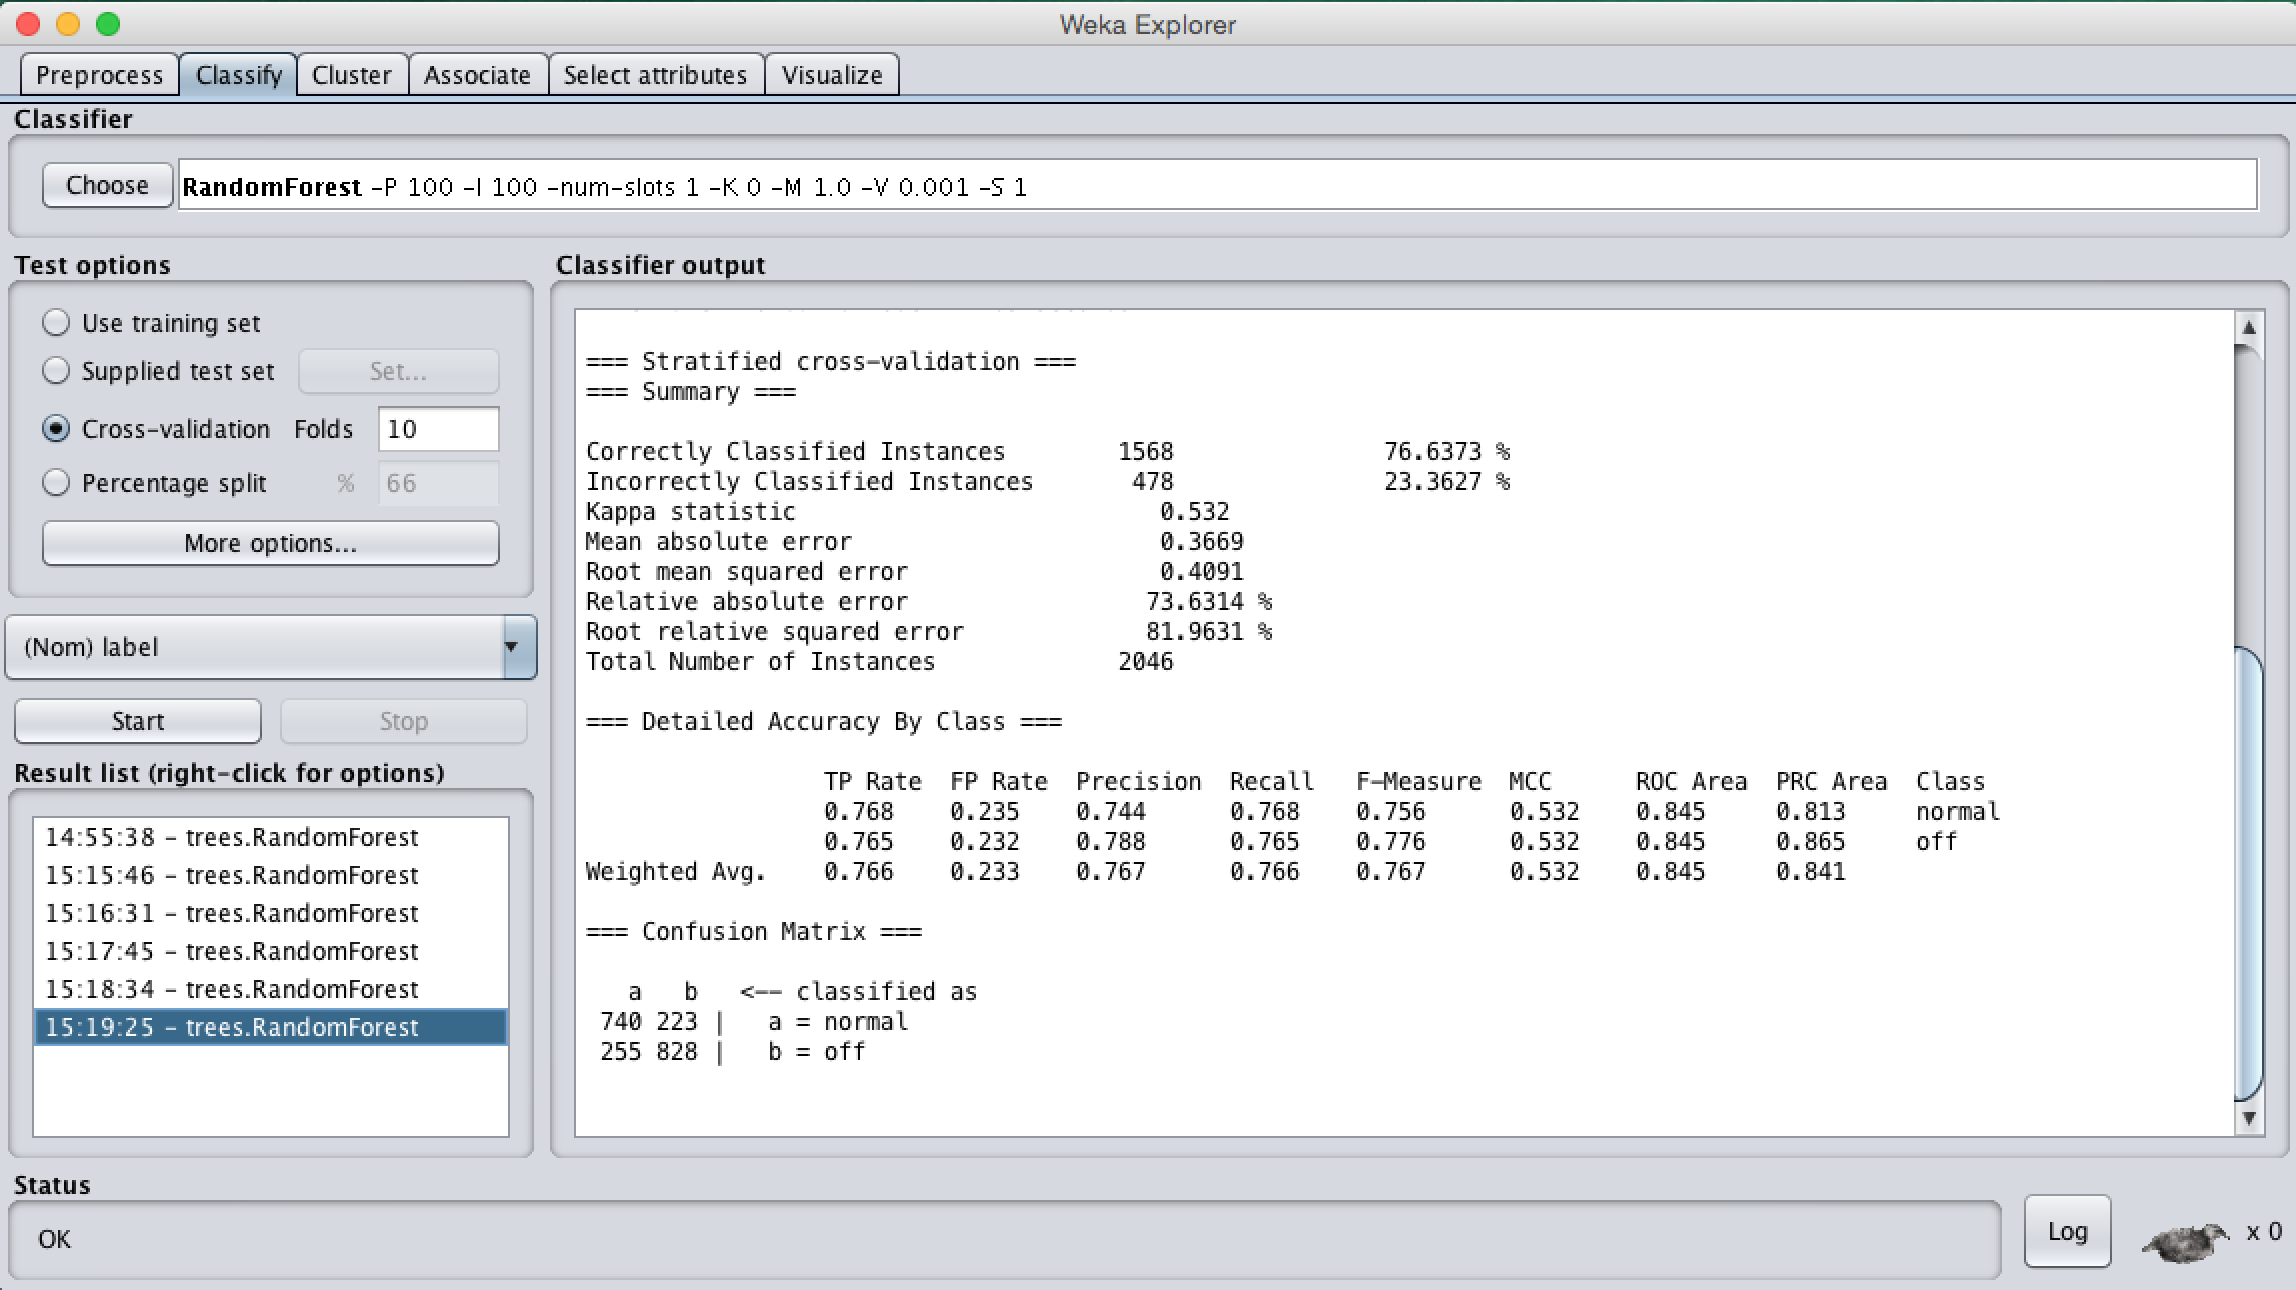 Weka Explorer
Preprocess Classify Cluster Associate Select attributes Visualize
Classifier
Choose RandomForest -P 100 -I 100 -num-slots 1 -K 0 -M 1.0 -V 0.001 -S 1
Test options
Use training set
Supplied test set Set...
Cross-validation Folds 10
Percentage split % 66
More options...
(Nom) label
Start Stop
Result list (right-click for options)
14:55:38 - trees.RandomForest
15:15:46 - trees.RandomForest
15:16:31 - trees.RandomForest
15:17:45 - trees.RandomForest
15:18:34 - trees.RandomForest
15:19:25 - trees.RandomForest
Classifier output
=== Stratified cross-validation ===
=== Summary ===
Correctly Classified Instances 1568 76.6373 %
Incorrectly Classified Instances 478 23.3627 %
Kappa statistic 0.532
Mean absolute error 0.3669
Root mean squared error 0.4091
Relative absolute error 73.6314 %
Root relative squared error 81.9631 %
Total Number of Instances 2046
=== Detailed Accuracy By Class ===
TP Rate FP Rate Precision Recall F-Measure MCC ROC Area PRC Area Class
0.768 0.235 0.744 0.768 0.756 0.532 0.845 0.813 normal
0.765 0.232 0.788 0.765 0.776 0.532 0.845 0.865 off
Weighted Avg. 0.766 0.233 0.767 0.766 0.767 0.532 0.845 0.841
=== Confusion Matrix ===
a b <-- classified as
740 223 | a = normal
255 828 | b = off
Status
OK
Log x 0